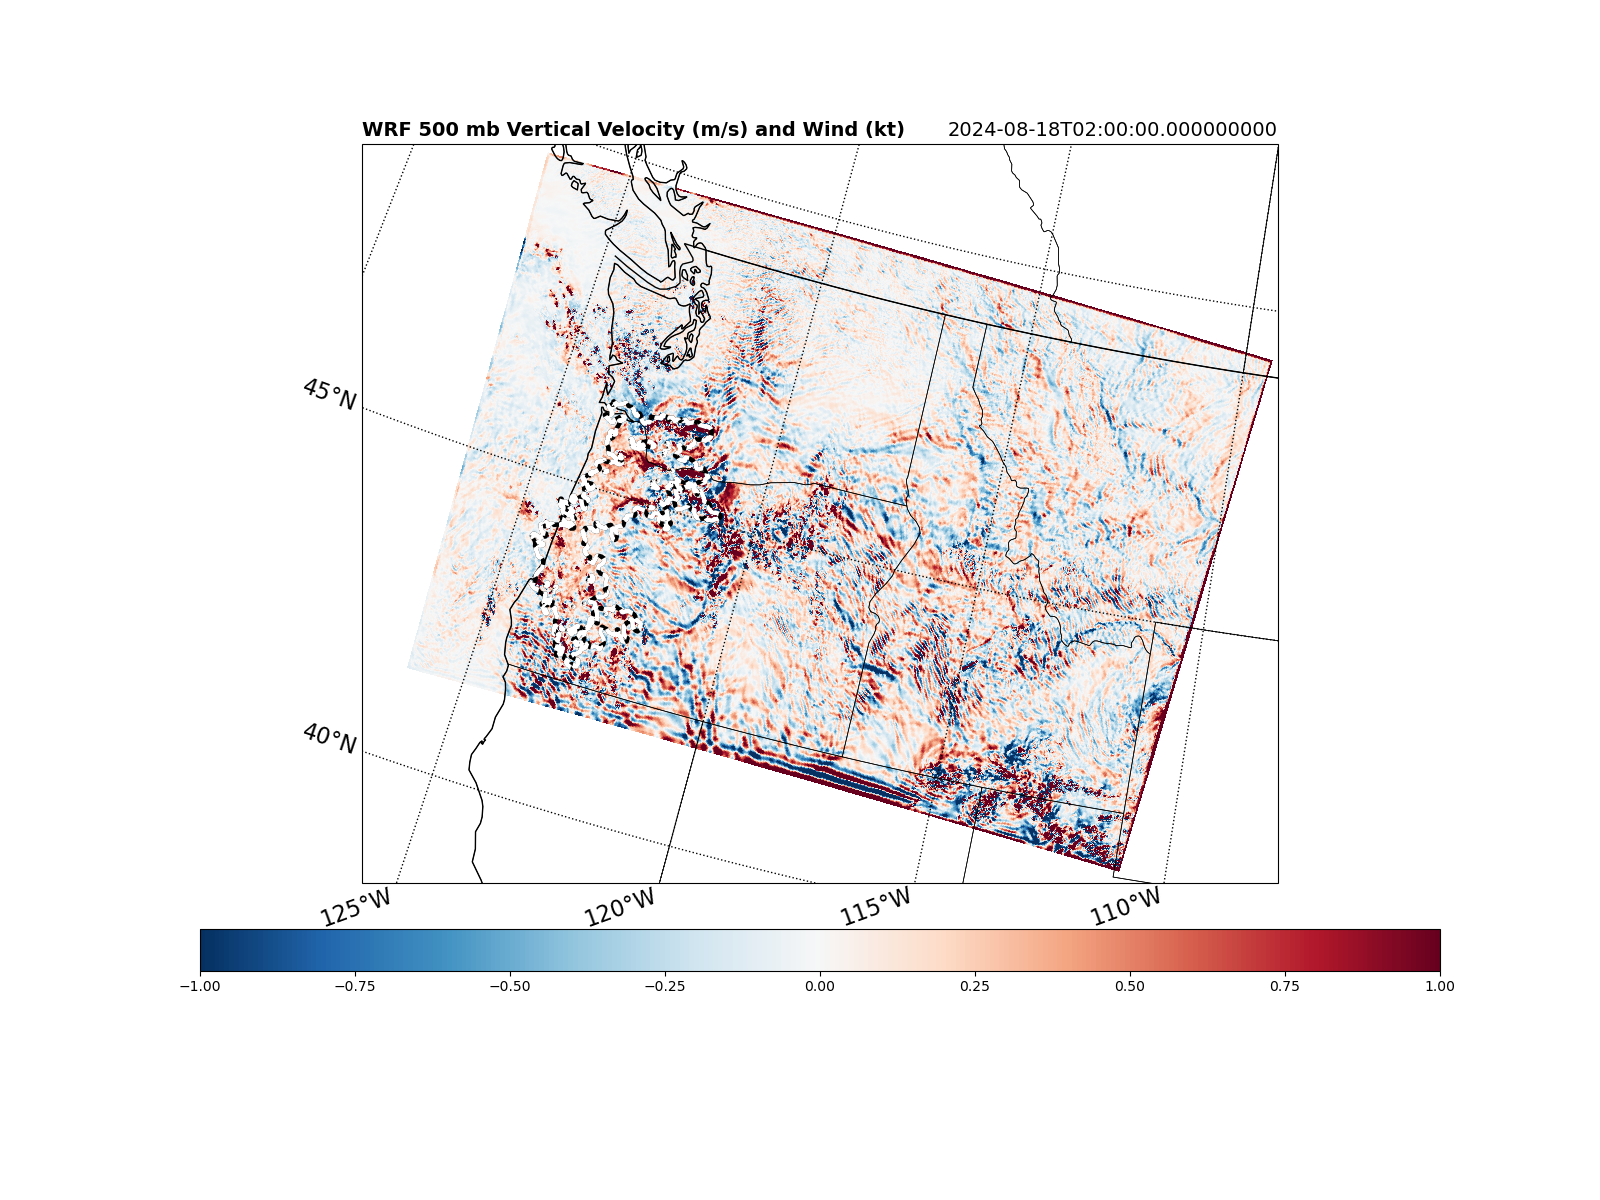 WRF 500 mb Vertical Velocity (m/s) and Wind (kt) 2024-08-18T02:00:00.000000000
45°N
40°N
125°W 120°W 115°W 110°W
−1.00 −0.75 −0.50 −0.25 0.00 0.25 0.50 0.75 1.00